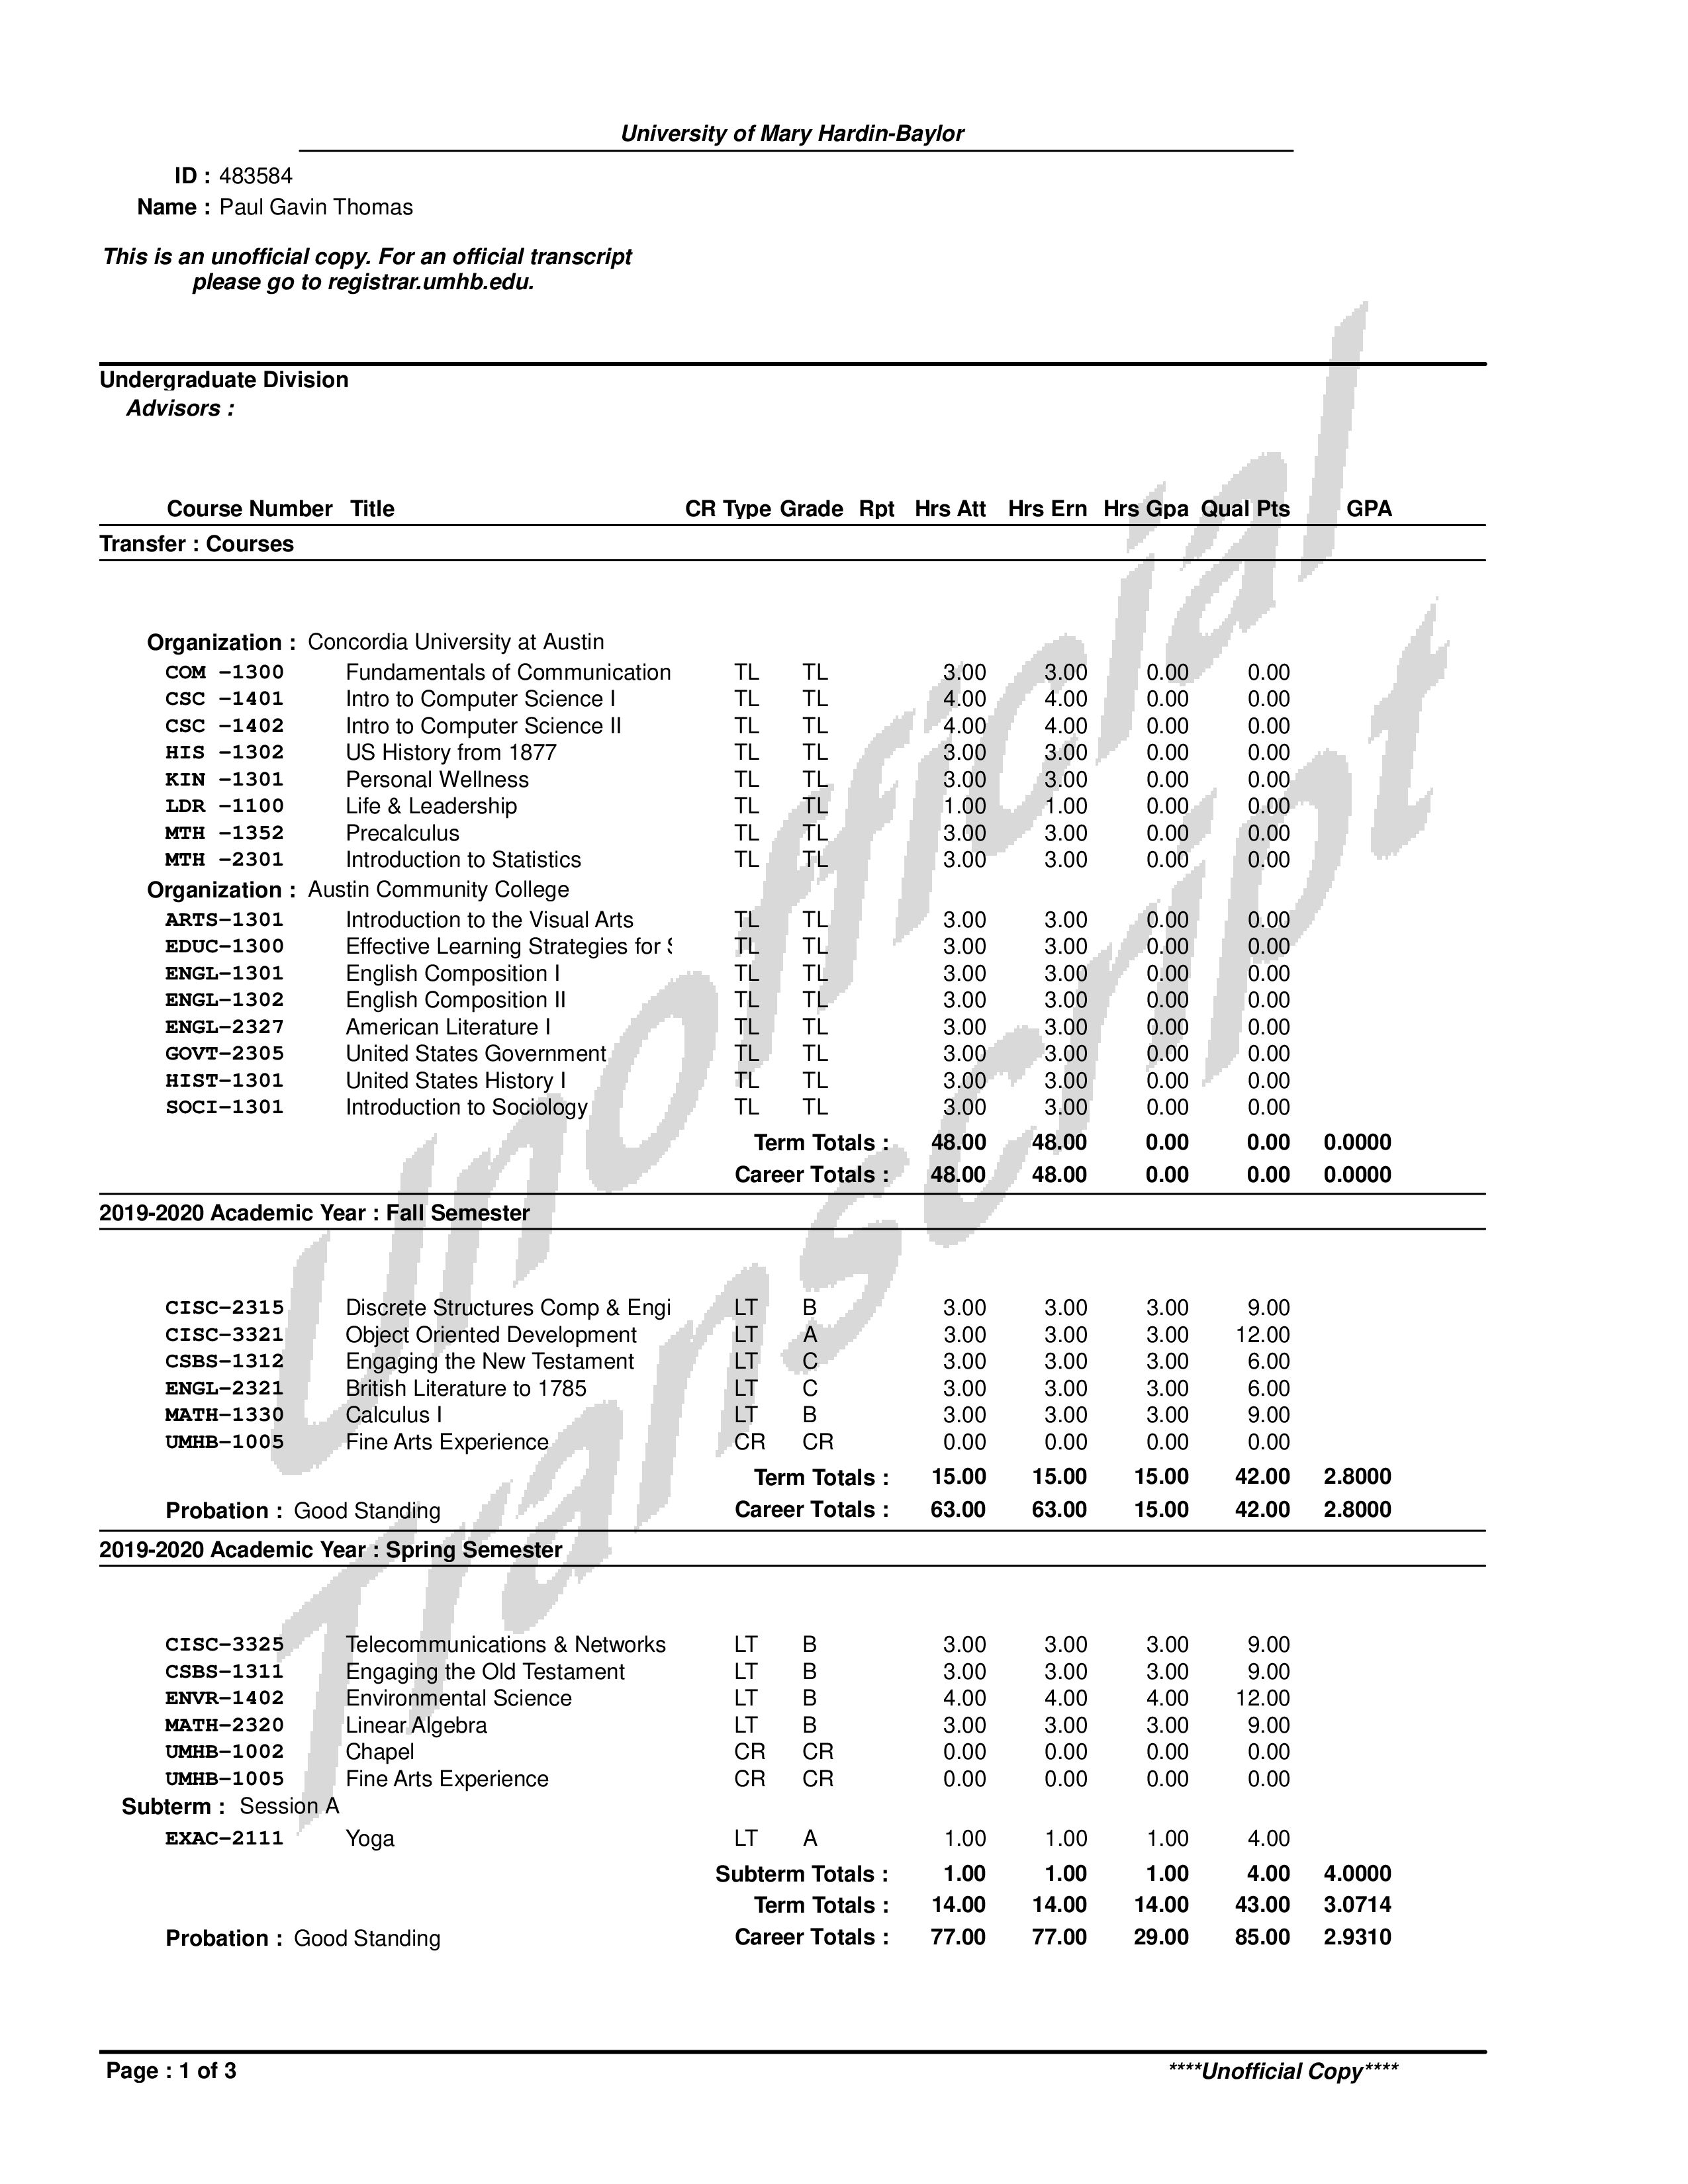 University of Mary Hardin-Baylor
ID : 483584
Name : Paul Gavin Thomas
This is an unofficial copy. For an official transcript
please go to registrar.umhb.edu.
Undergraduate Division
Advisors :
Course Number Title CR Type Grade Rpt Hrs Att Hrs Ern Hrs Gpa Qual Pts GPA
Transfer : Courses
Organization : Concordia University at Austin
COM -1300 Fundamentals of Communication TL TL 3.00 3.00 0.00 0.00
CSC -1401 Intro to Computer Science I TL TL 4.00 4.00 0.00 0.00
CSC -1402 Intro to Computer Science II TL TL 4.00 4.00 0.00 0.00
HIS -1302 US History from 1877 TL TL 3.00 3.00 0.00 0.00
KIN -1301 Personal Wellness TL TL 3.00 3.00 0.00 0.00
LDR -1100 Life & Leadership TL TL 1.00 1.00 0.00 0.00
MTH -1352 Precalculus TL TL 3.00 3.00 0.00 0.00
MTH -2301 Introduction to Statistics TL TL 3.00 3.00 0.00 0.00
Organization : Austin Community College
ARTS-1301 Introduction to the Visual Arts TL TL 3.00 3.00 0.00 0.00
EDUC-1300 Effective Learning Strategies for TL TL 3.00 3.00 0.00 0.00
ENGL-1301 English Composition I TL TL 3.00 3.00 0.00 0.00
ENGL-1302 English Composition II TL TL 3.00 3.00 0.00 0.00
ENGL-2327 American Literature I TL TL 3.00 3.00 0.00 0.00
GOVT-2305 United States Government TL TL 3.00 3.00 0.00 0.00
HIST-1301 United States History I TL TL 3.00 3.00 0.00 0.00
SOCI-1301 Introduction to Sociology TL TL 3.00 3.00 0.00 0.00
Term Totals : 48.00 48.00 0.00 0.00 0.0000
Career Totals : 48.00 48.00 0.00 0.00 0.0000
2019-2020 Academic Year : Fall Semester
CISC-2315 Discrete Structures Comp & Engi LT B 3.00 3.00 3.00 9.00
CISC-3321 Object Oriented Development LT A 3.00 3.00 3.00 12.00
CSBS-1312 Engaging the New Testament LT C 3.00 3.00 3.00 6.00
ENGL-2321 British Literature to 1785 LT C 3.00 3.00 3.00 6.00
MATH-1330 Calculus I LT B 3.00 3.00 3.00 9.00
UMHB-1005 Fine Arts Experience CR CR 0.00 0.00 0.00 0.00
Term Totals : 15.00 15.00 15.00 42.00 2.8000
Probation : Good Standing Career Totals : 63.00 63.00 15.00 42.00 2.8000
2019-2020 Academic Year : Spring Semester
CISC-3325 Telecommunications & Networks LT B 3.00 3.00 3.00 9.00
CSBS-1311 Engaging the Old Testament LT B 3.00 3.00 3.00 9.00
ENVR-1402 Environmental Science LT B 4.00 4.00 4.00 12.00
MATH-2320 Linear Algebra LT B 3.00 3.00 3.00 9.00
UMHB-1002 Chapel CR CR 0.00 0.00 0.00 0.00
UMHB-1005 Fine Arts Experience CR CR 0.00 0.00 0.00 0.00
Subterm : Session A
EXAC-2111 Yoga LT A 1.00 1.00 1.00 4.00
Subterm Totals : 1.00 1.00 1.00 4.00 4.0000
Term Totals : 14.00 14.00 14.00 43.00 3.0714
Probation : Good Standing Career Totals : 77.00 77.00 29.00 85.00 2.9310
Page : 1 of 3 ****Unofficial Copy****
Unofficial
Transcript